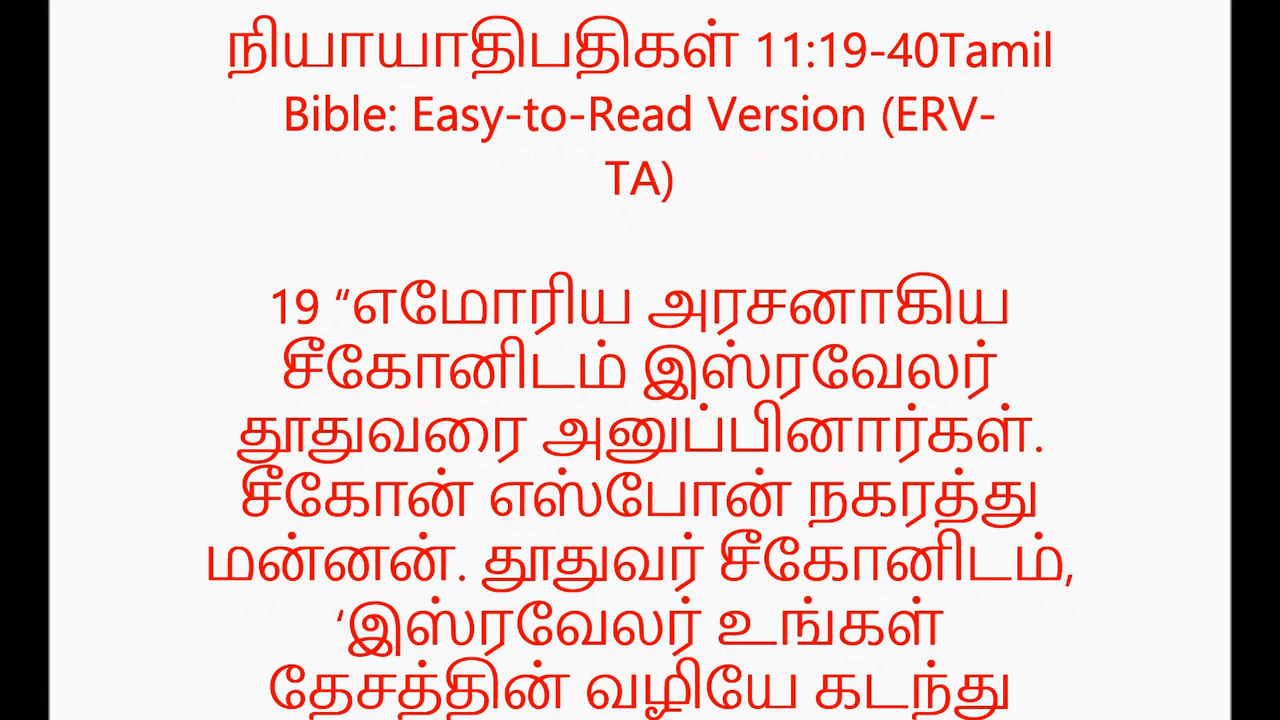 நியாயாதிபதிகள் 11:19-40Tamil
Bible: Easy-to-Read Version (ERV-
TA)
19 “எமோரிய அரசனாகிய
சீகோனிடம் இஸ்ரவேலர்
தூதுவரை அனுப்பினார்கள்.
சீகோன் எஸ்போன் நகரத்து
மன்னன். தூதுவர் சீகோனிடம்,
‘இஸ்ரவேலர் உங்கள்
தேசத்தின் வழியே கடந்து